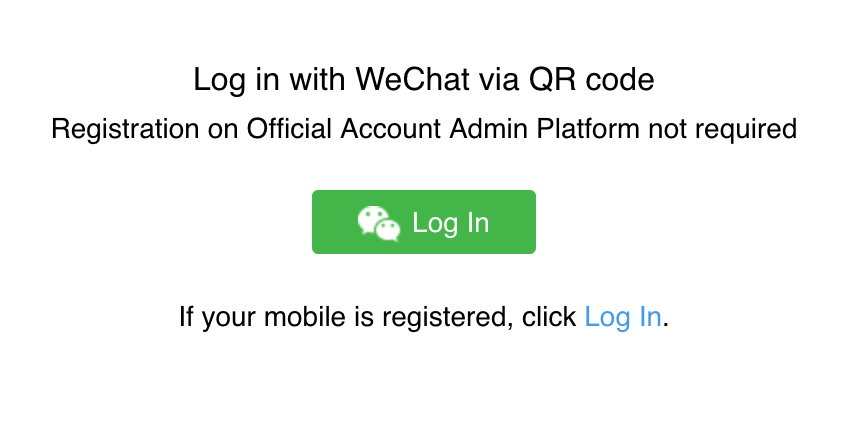 Log in with WeChat via QR code
Registration on Official Account Admin Platform not required
Log In
If your mobile is registered, click Log In.